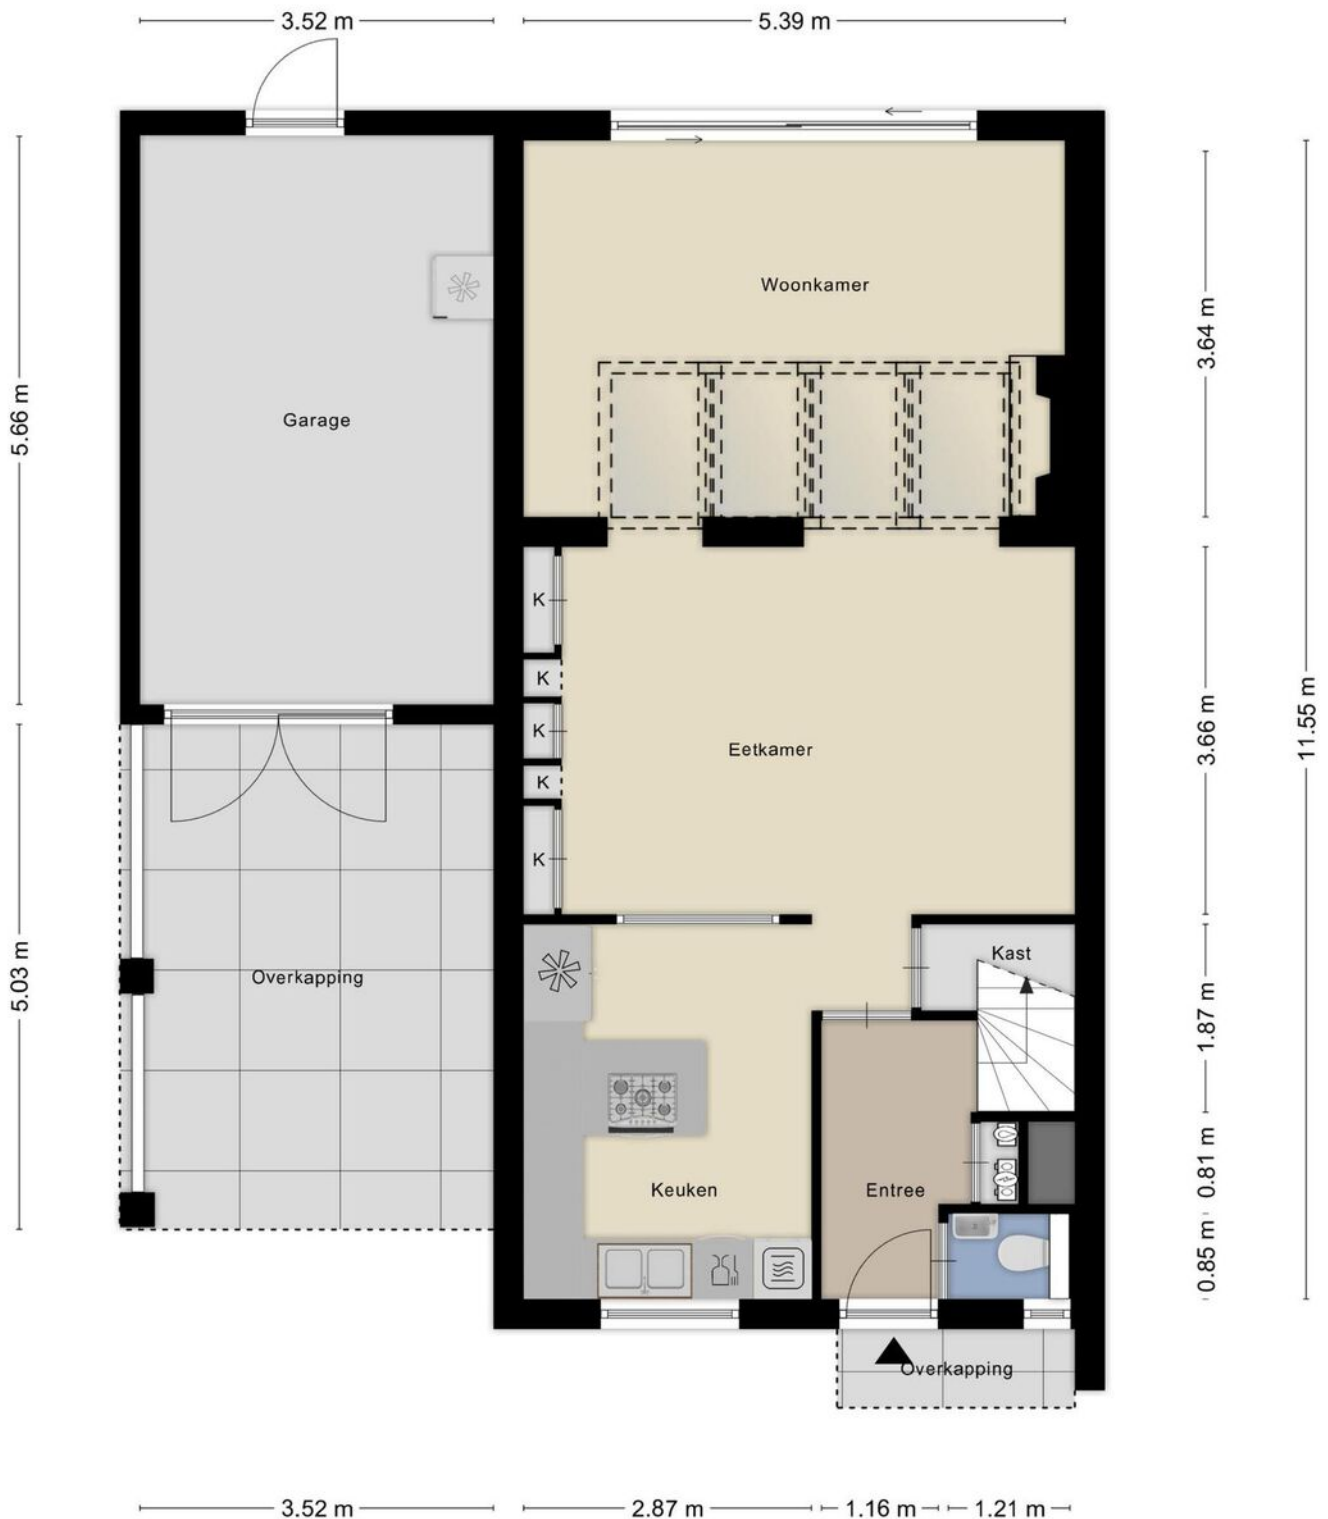 3.52 m
5.39 m
Woonkamer
3.64 m
Garage
5.66 m
K
K
K
K
K
Eetkamer
3.66 m
11.55 m
Kast
Overkapping
5.03 m
1.87 m
Keuken
Entree
0.81 m
0.85 m
Overkapping
3.52 m
2.87 m
1.16 m
1.21 m